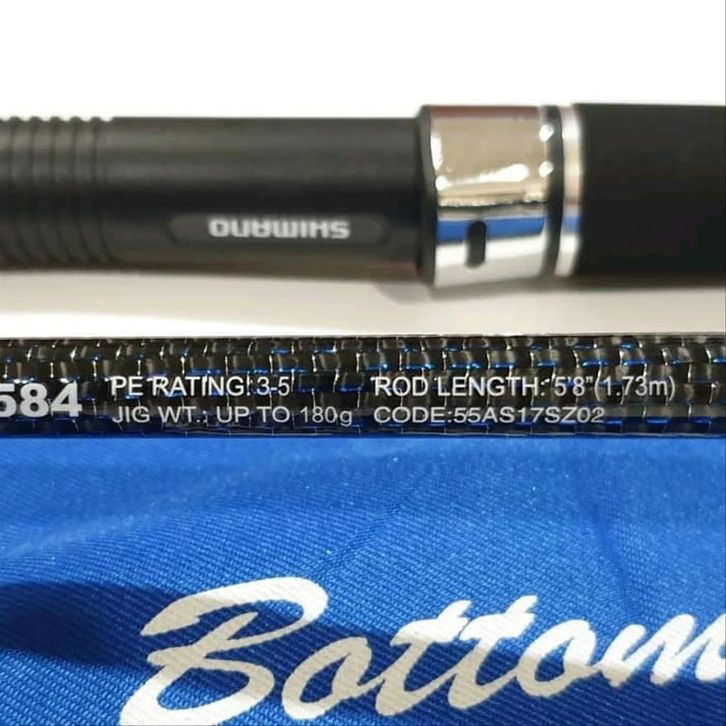 SHIMANO
584 PE RATING: 3-5 ROD LENGTH: 5'8"(1.73m)
JIG WT.: UP TO 180g CODE:55AS17SZ02
Bottom